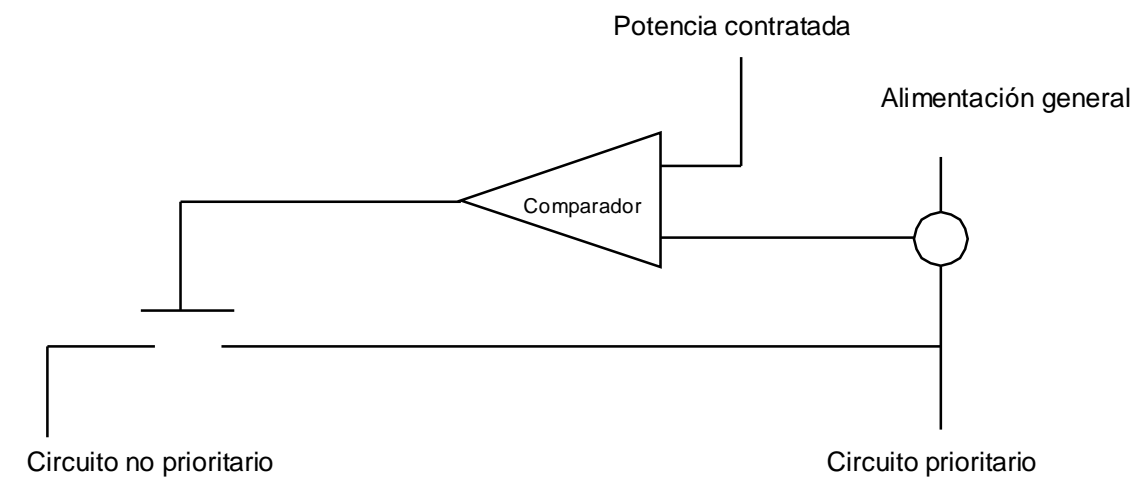 Potencia contratada
Alimentación general
Comparador
Circuito no prioritario
Circuito prioritario